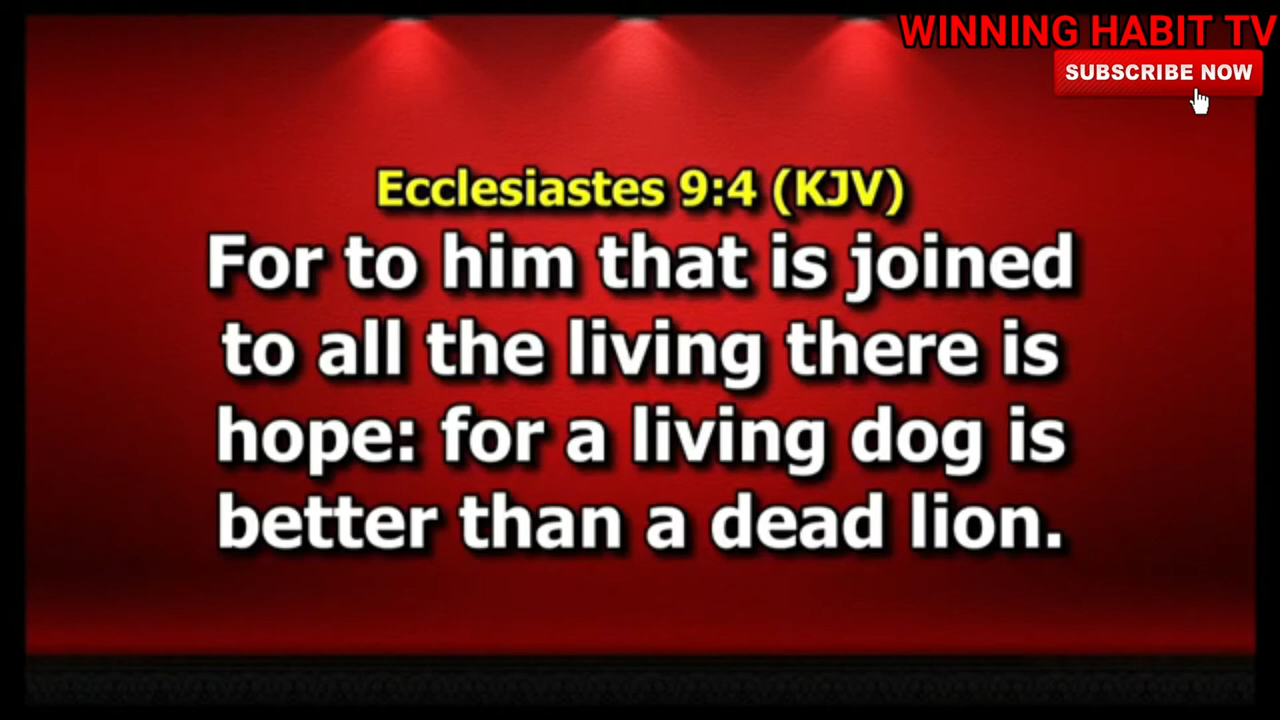 WINNING HABIT TV
SUBSCRIBE NOW
Ecclesiastes 9:4 (KJV)
For to him that is joined
to all the living there is
hope: for a living dog is
better than a dead lion.